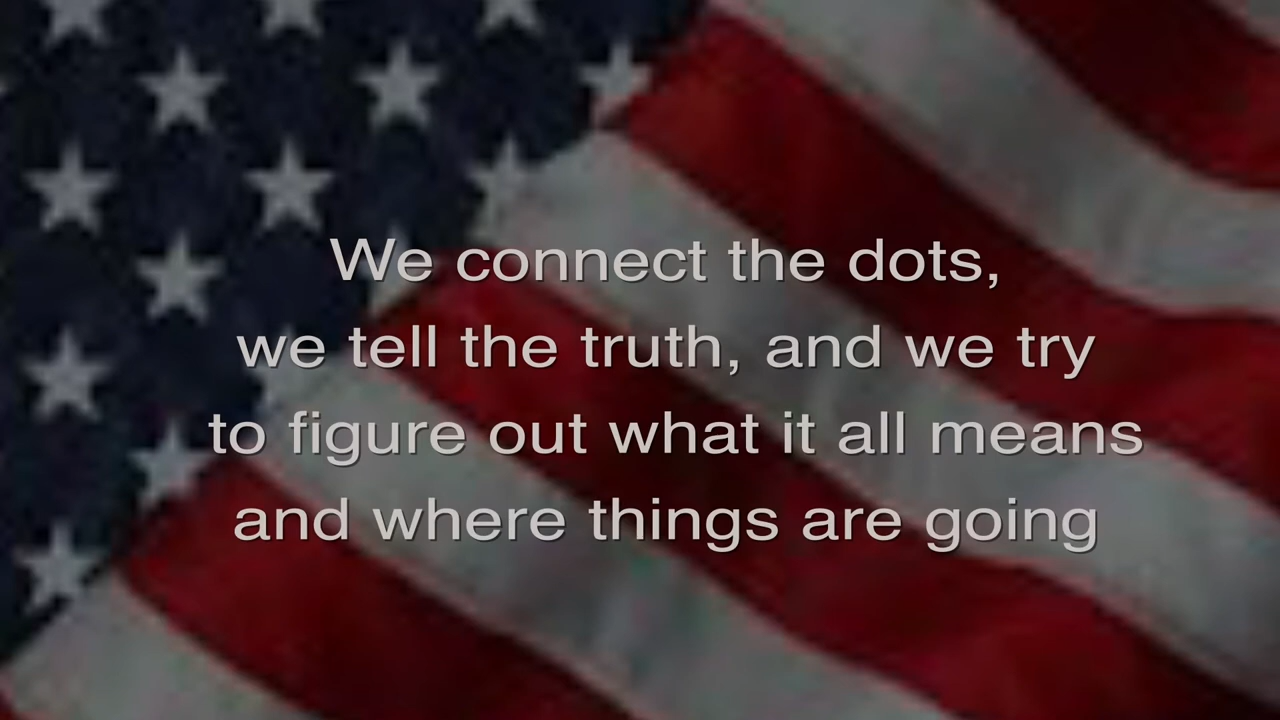 We connect the dots,
we tell the truth, and we try
to figure out what it all means
and where things are going